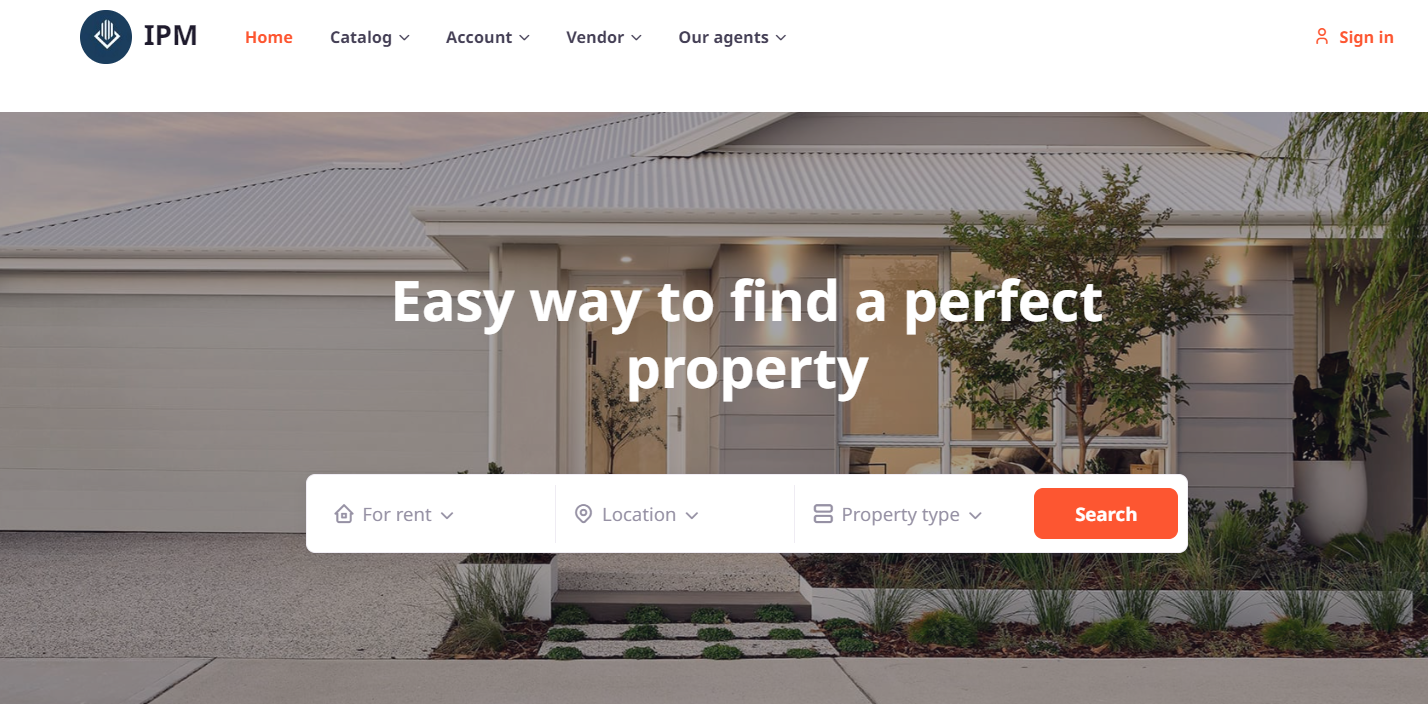 IPM
Home Catalog Account Vendor Our agents Sign in
Easy way to find a perfect
property
For rent Location Property type Search